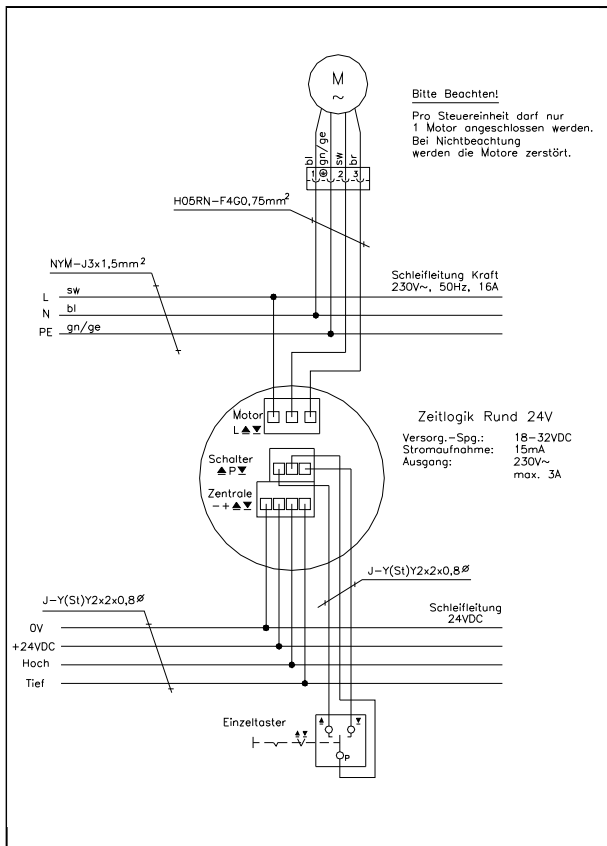 M
~
Bitte Beachten!
Pro Steuereinheit darf nur
1 Motor angeschlossen werden.
Bei Nichtbeachtung
werden die Motore zerstört.
bl gn/ge sw br
1 2 3
H05RN-F4G0,75mm²
NYM-J3x1,5mm²
Schleifleitung Kraft
230V~, 50Hz, 16A
L sw
N bl
PE gn/ge
Motor
L▲▼
Zeitlogik Rund 24V
Versorg.-Spg.: 18-32VDC
Stromaufnahme: 15mA
Ausgang: 230V~
max. 3A
Schalter
▲P▼
Zentrale
-+▲▼
J-Y(St)Y2x2x0,8Ø
J-Y(St)Y2x2x0,8Ø
Schleifleitung
24VDC
0V
+24VDC
Hoch
Tief
Einzeltaster
▲▼
▲ ▼
P